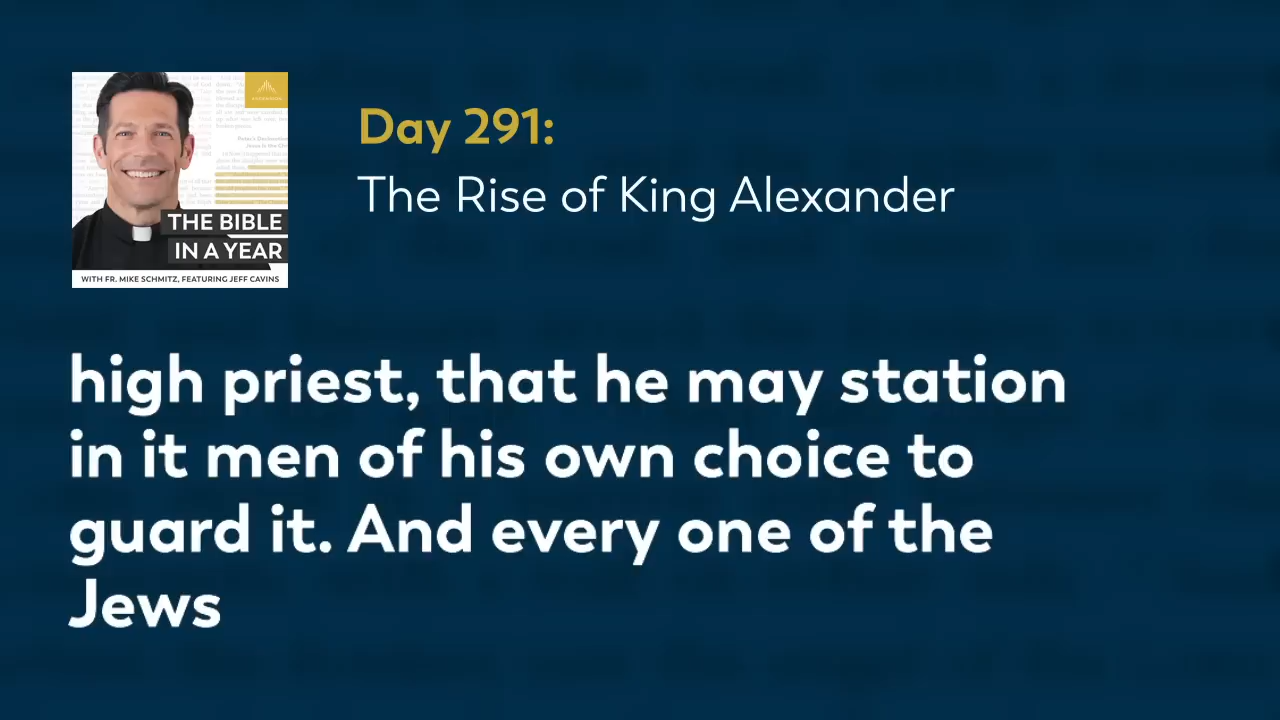 Day 291:
The Rise of King Alexander
THE BIBLE
IN A YEAR
WITH FR. MIKE SCHMITZ, FEATURING JEFF CAVINS
high priest, that he may station
in it men of his own choice to
guard it. And every one of the
Jews